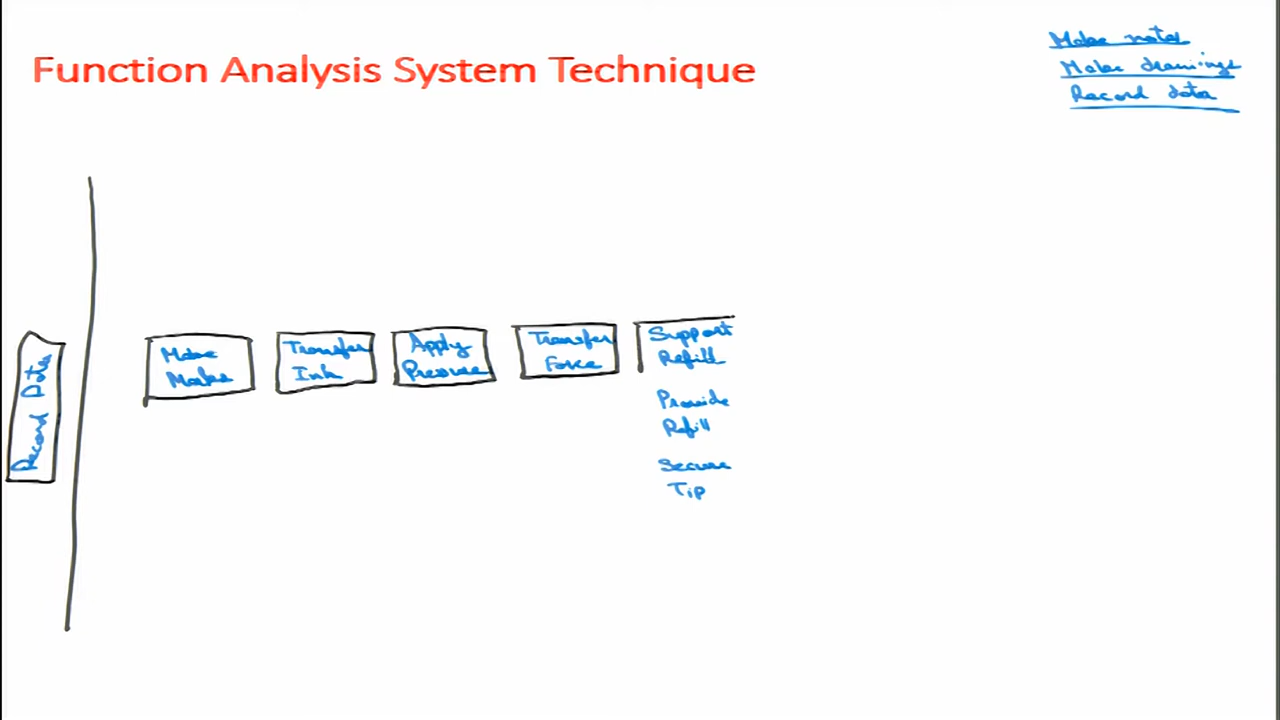 Function Analysis System Technique
Make notes
Make drawings
Record data
Record Data
Make
Marks
Transfer
Ink
Apply
Pressure
Transfer
Force
Support
Refill
Provide
Refill
Secure
Tip